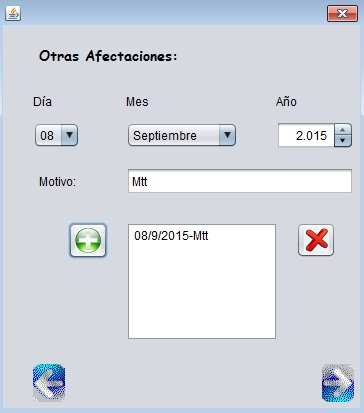 Otras Afectaciones:
Día Mes Año
08 Septiembre 2.015
Motivo: Mtt
08/9/2015-Mtt